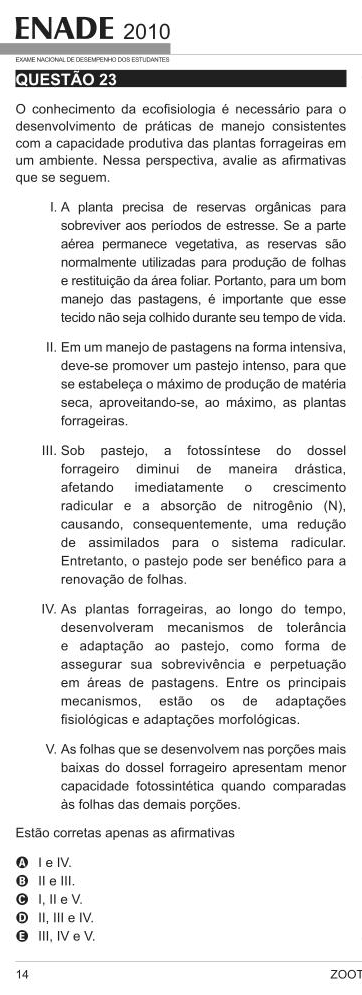 ENADE 2010
EXAME NACIONAL DE DESEMPENHO DOS ESTUDANTES
QUESTÃO 23
O conhecimento da ecofisiologia é necessário para o
desenvolvimento de práticas de manejo consistentes
com a capacidade produtiva das plantas forrageiras em
um ambiente. Nessa perspectiva, avalie as afirmativas
que se seguem.
I. A planta precisa de reservas orgânicas para
sobreviver aos períodos de estresse. Se a parte
aérea permanece vegetativa, as reservas são
normalmente utilizadas para produção de folhas
e restituição da área foliar. Portanto, para um bom
manejo das pastagens, é importante que esse
tecido não seja colhido durante seu tempo de vida.
II. Em um manejo de pastagens na forma intensiva,
deve-se promover um pastejo intenso, para que
se estabeleça o máximo de produção de matéria
seca, aproveitando-se, ao máximo, as plantas
forrageiras.
III. Sob pastejo, a fotossíntese do dossel
forrageiro diminui de maneira drástica,
afetando imediatamente o crescimento
radicular e a absorção de nitrogênio (N),
causando, consequentemente, uma redução
de assimilados para o sistema radicular.
Entretanto, o pastejo pode ser benéfico para a
renovação de folhas.
IV. As plantas forrageiras, ao longo do tempo,
desenvolveram mecanismos de tolerância
e adaptação ao pastejo, como forma de
assegurar sua sobrevivência e perpetuação
em áreas de pastagens. Entre os principais
mecanismos, estão os de adaptações
fisiológicas e adaptações morfológicas.
V. As folhas que se desenvolvem nas porções mais
baixas do dossel forrageiro apresentam menor
capacidade fotossintética quando comparadas
às folhas das demais porções.
Estão corretas apenas as afirmativas
A I e IV.
B II e III.
C I, II e V.
D II, III e IV.
E III, IV e V.
14 ZOOT